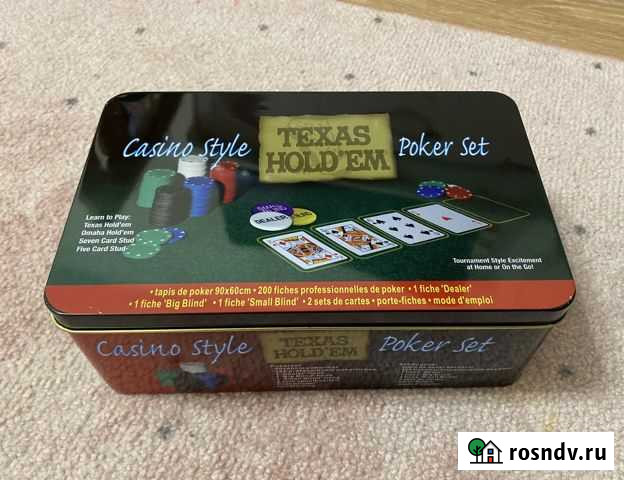 Casino Style TEXAS HOLD'EM Poker Set
Learn to Play:
Texas Hold'em
Omaha Hold'em
Seven Card Stud
Five Card Stud
DEALER
Tournament Style Excitement
at Home or On the Go!
• tapis de poker 90x60cm • 200 fiches professionnelles de poker • 1 fiche 'Dealer'
• 1 fiche 'Big Blind' • 1 fiche 'Small Blind' • 2 sets de cartes • porte-fiches • mode d'emploi
Casino Style TEXAS HOLD'EM Poker Set
rosndv.ru